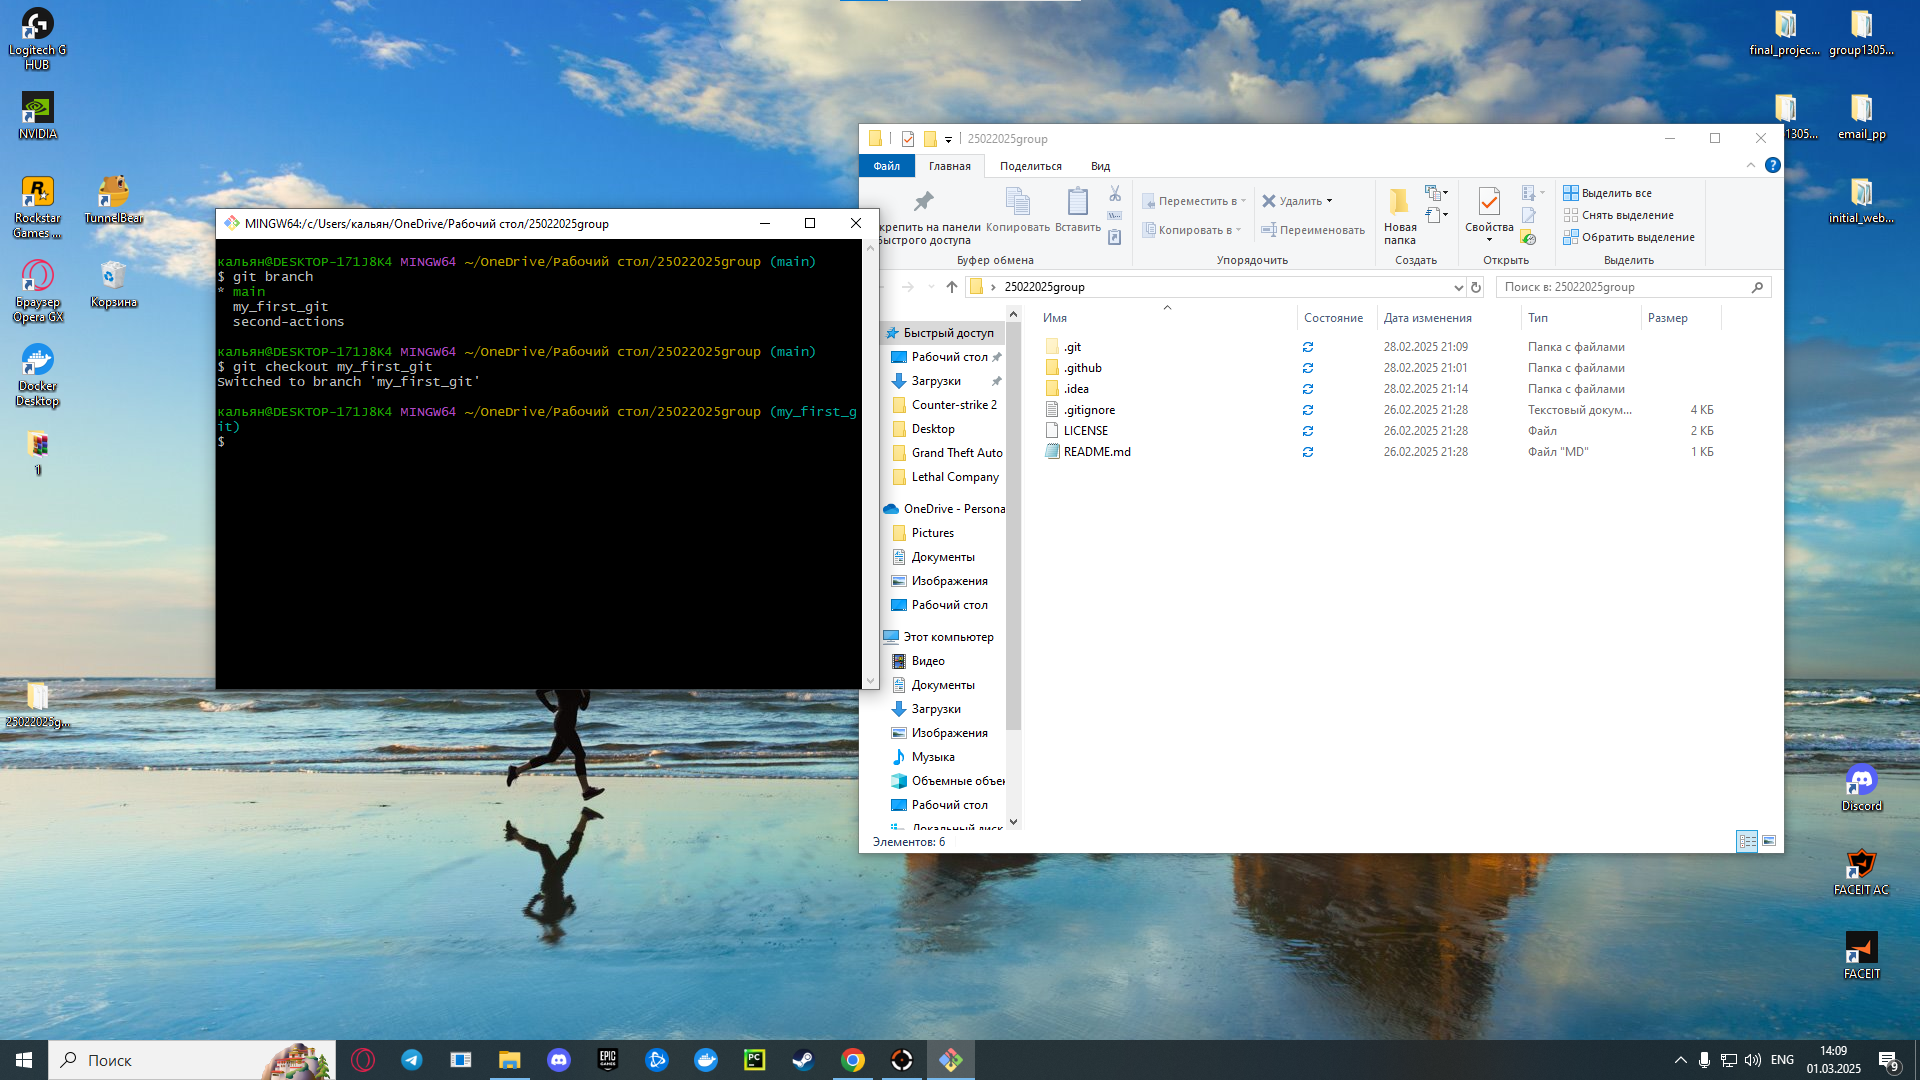 Logitech G
HUB
NVIDIA
Rockstar
Games ...
TunnelBear
Браузер
Opera GX
Корзина
Docker
Desktop
1
25022025g...
final_projec...
group1305...
1305...
email_pp
initial_web...
Discord
FACEIT AC
FACEIT
MINGW64:/c/Users/кальян/OneDrive/Рабочий стол/25022025group
кальян@DESKTOP-171J8K4 MINGW64 ~/OneDrive/Рабочий стол/25022025group (main)
$ git branch
* main
my_first_git
second-actions
кальян@DESKTOP-171J8K4 MINGW64 ~/OneDrive/Рабочий стол/25022025group (main)
$ git checkout my_first_git
Switched to branch 'my_first_git'
кальян@DESKTOP-171J8K4 MINGW64 ~/OneDrive/Рабочий стол/25022025group (my_first_g
it)
$
25022025group
Файл Главная Поделиться Вид
крепить на панели
быстрого доступа
Копировать
Вставить
Буфер обмена
Переместить в
Копировать в
Удалить
Переименовать
Упорядочить
Новая
папка
Создать
Свойства
Открыть
Выделить все
Снять выделение
Обратить выделение
Выделить
25022025group
Поиск в: 25022025group
Быстрый доступ
Рабочий стол
Загрузки
Counter-strike 2
Desktop
Grand Theft Auto
Lethal Company
OneDrive - Persona
Pictures
Документы
Изображения
Рабочий стол
Этот компьютер
Видео
Документы
Загрузки
Изображения
Музыка
Объемные объек
Рабочий стол
Локальный диск
Имя Состояние Дата изменения Тип Размер
.git 28.02.2025 21:09 Папка с файлами
.github 28.02.2025 21:01 Папка с файлами
.idea 28.02.2025 21:14 Папка с файлами
.gitignore 26.02.2025 21:28 Текстовый докум... 4 КБ
LICENSE 26.02.2025 21:28 Файл 2 КБ
README.md 26.02.2025 21:28 Файл "MD" 1 КБ
Элементов: 6
Поиск
EPIC
GAMES
PC
ENG
14:09
01.03.2025
9